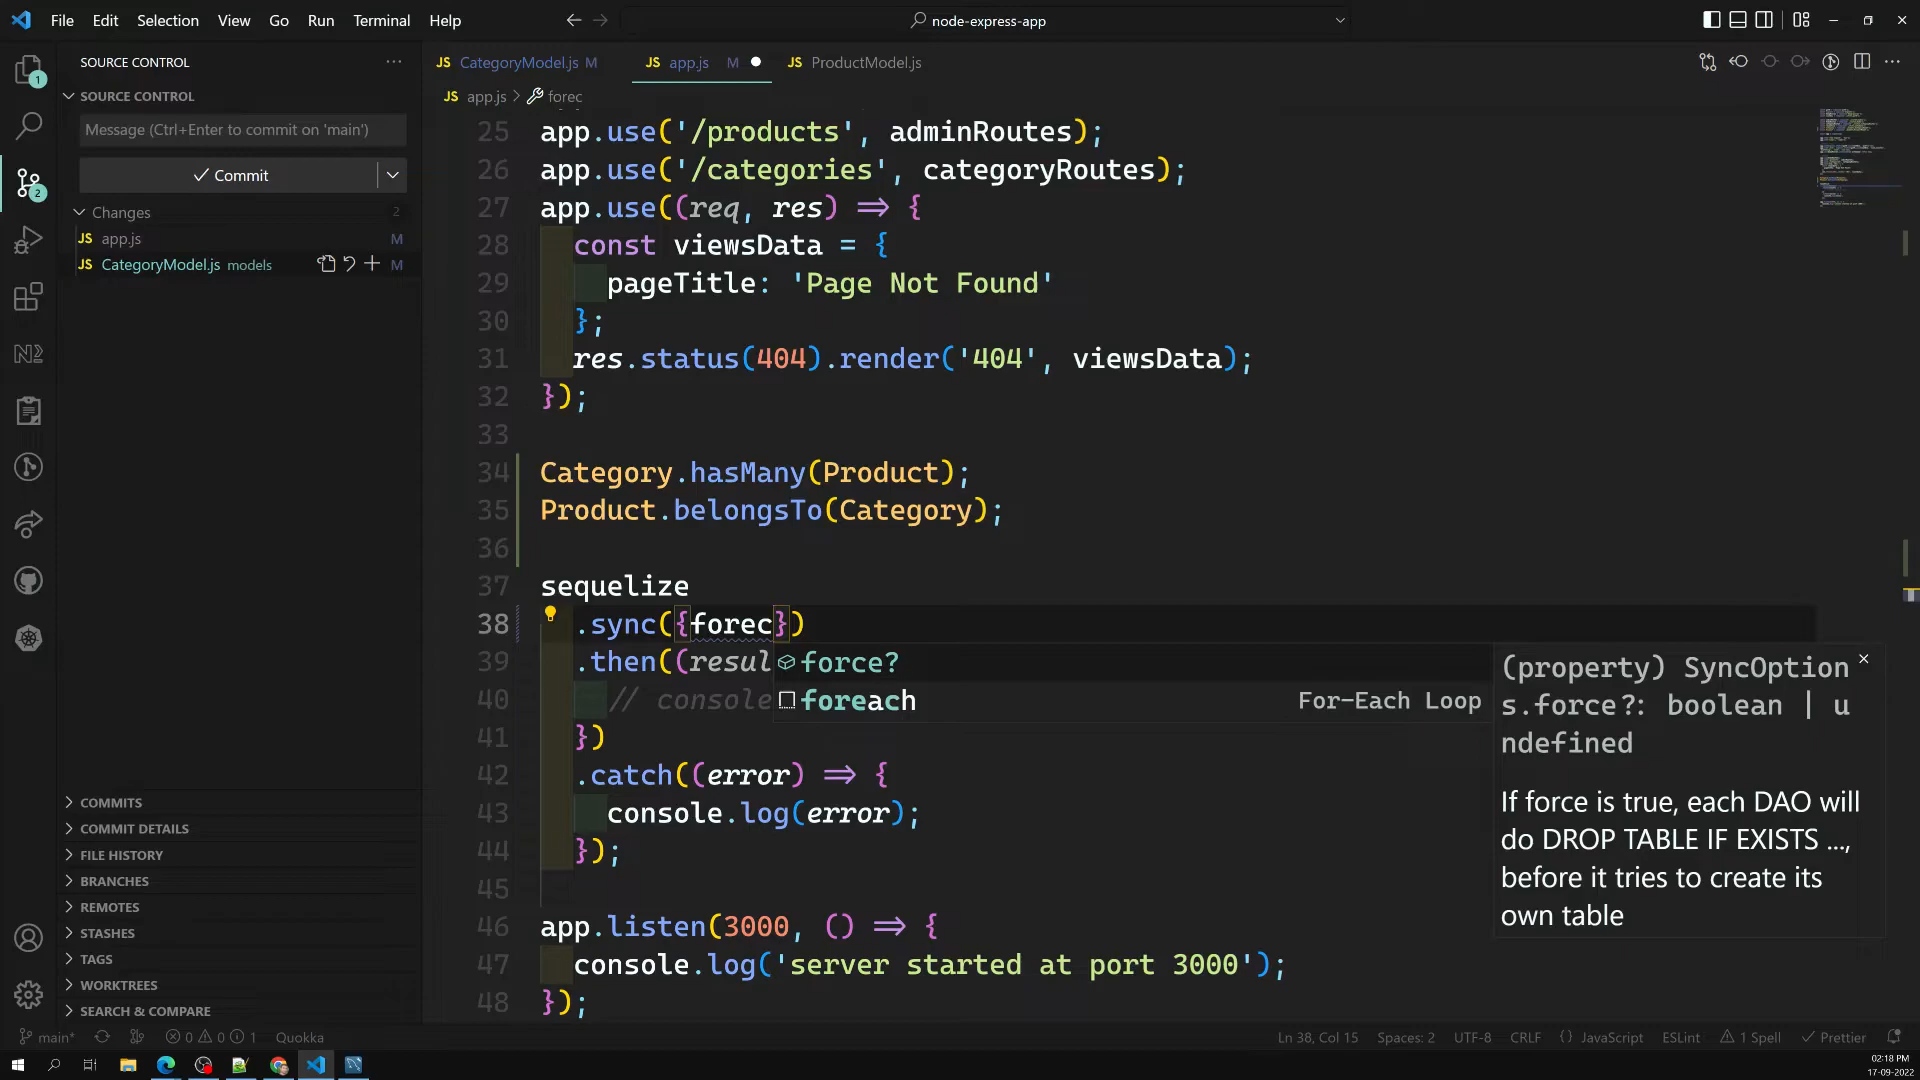 File Edit Selection View Go Run Terminal Help
node-express-app
SOURCE CONTROL
SOURCE CONTROL
Message (Ctrl+Enter to commit on 'main')
Commit
Changes 2
JS app.js M
JS CategoryModel.js models M
COMMITS
COMMIT DETAILS
FILE HISTORY
BRANCHES
REMOTES
STASHES
TAGS
WORKTREES
SEARCH & COMPARE
1
2
JS CategoryModel.js M JS app.js M JS ProductModel.js
JS app.js > forec
25 app.use('/products', adminRoutes);
26 app.use('/categories', categoryRoutes);
27 app.use((req, res) => {
28 const viewsData = {
29 pageTitle: 'Page Not Found'
30 };
31 res.status(404).render('404', viewsData);
32 });
33
34 Category.hasMany(Product);
35 Product.belongsTo(Category);
36
37 sequelize
38 .sync({forec})
39 .then((resul
40 // console
41 })
42 .catch((error) => {
43 console.log(error);
44 });
45
46 app.listen(3000, () => {
47 console.log('server started at port 3000');
48 });
force?
foreach For-Each Loop
(property) SyncOption
s.force?: boolean | u
ndefined
If force is true, each DAO will
do DROP TABLE IF EXISTS ...,
before it tries to create its
own table
main* 0 0 1 Quokka Ln 38, Col 15 Spaces: 2 UTF-8 CRLF {} JavaScript ESLint 1 Spell Prettier
02:18 PM
17-09-2022